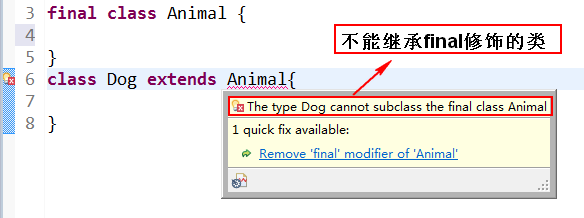 3 final class Animal {
4
5 }
不能继承final修饰的类
6 class Dog extends Animal{
7
8 }
The type Dog cannot subclass the final class Animal
1 quick fix available:
Remove 'final' modifier of 'Animal'